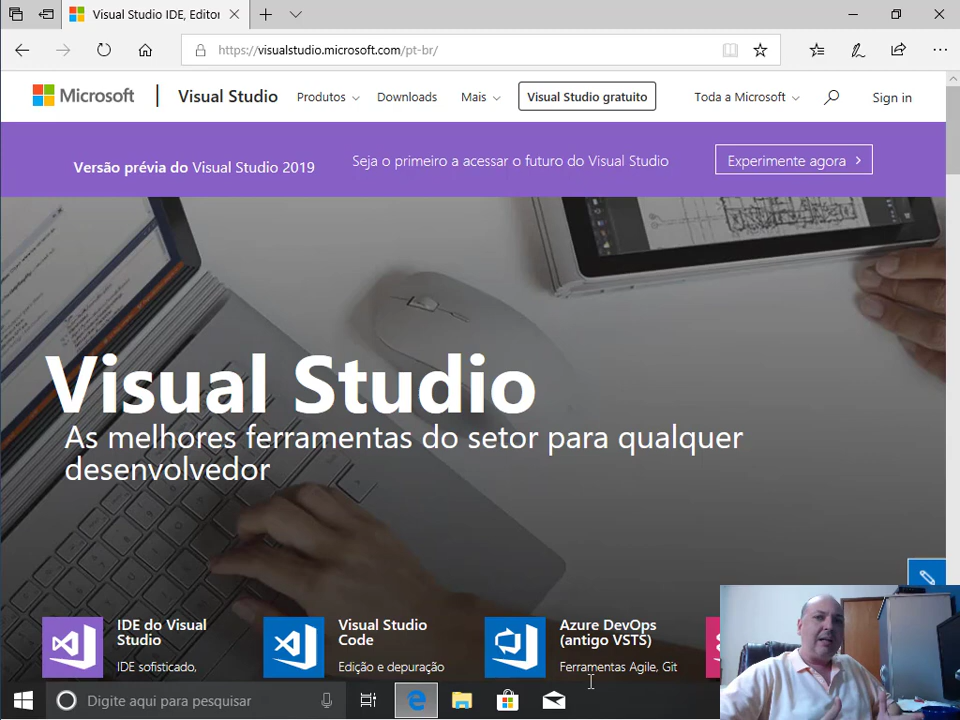 Visual Studio IDE, Editor
https://visualstudio.microsoft.com/pt-br/
Microsoft
Visual Studio
Produtos
Downloads
Mais
Visual Studio gratuito
Toda a Microsoft
Sign in
Versão prévia do Visual Studio 2019
Seja o primeiro a acessar o futuro do Visual Studio
Experimente agora
Visual Studio
As melhores ferramentas do setor para qualquer
desenvolvedor
IDE do Visual
Studio
IDE sofisticado,
Visual Studio
Code
Edição e depuração
Azure DevOps
(antigo VSTS)
Ferramentas Agile, Git
Digite aqui para pesquisar